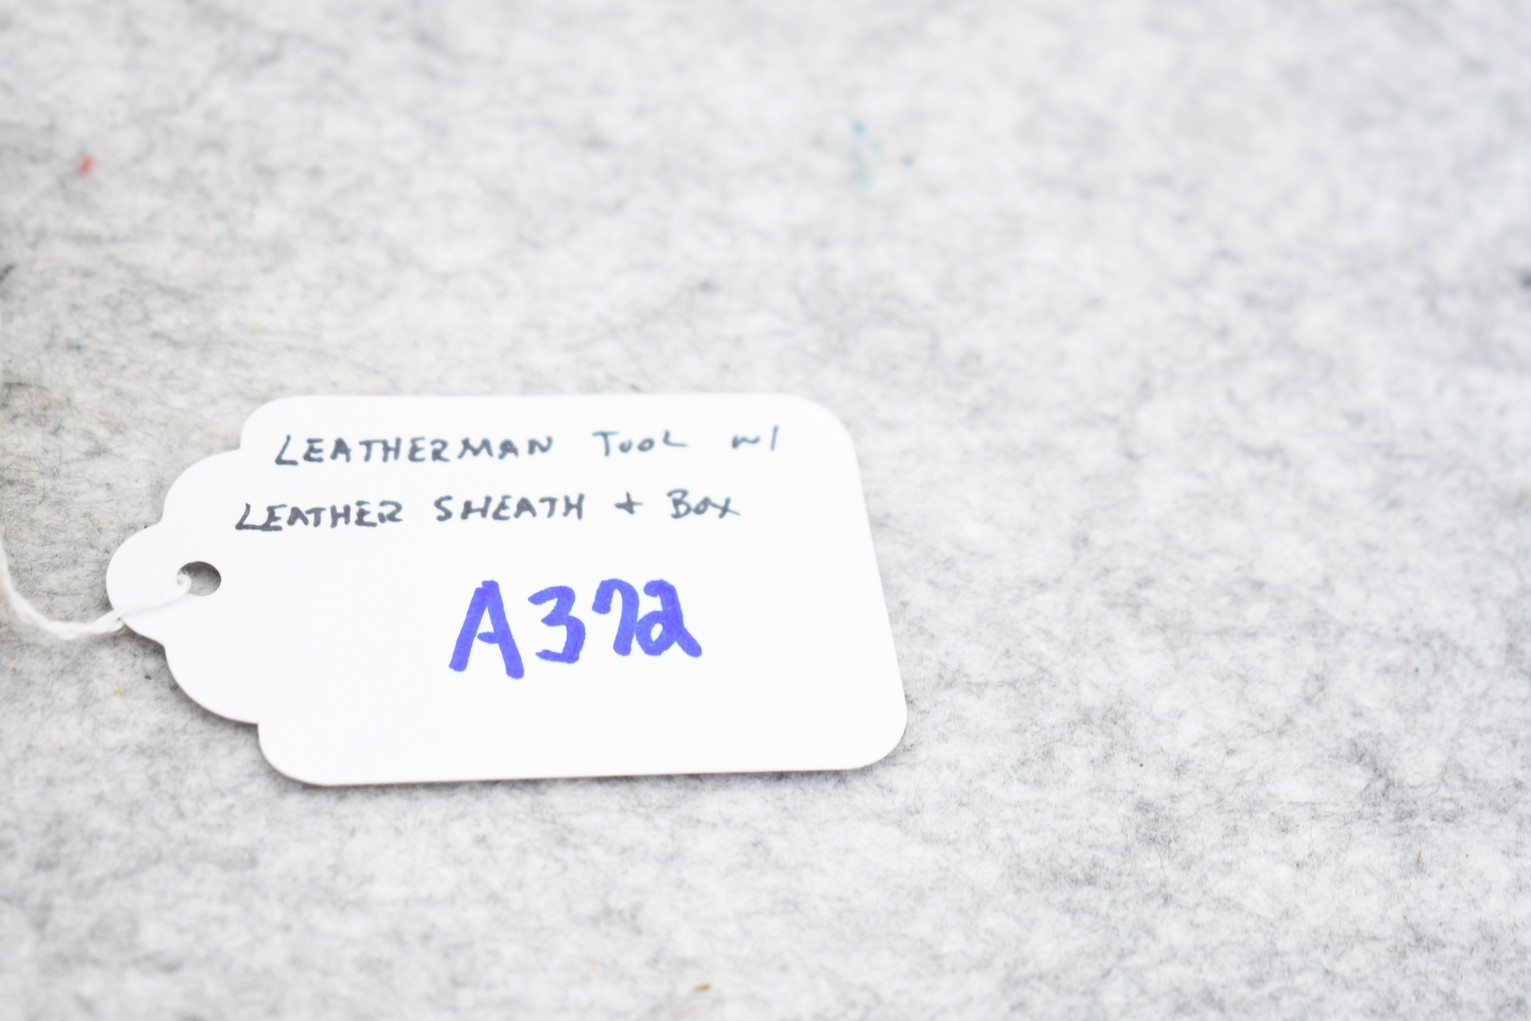 LEATHERMAN TOOL w/
LEATHER SHEATH + BOX
A372